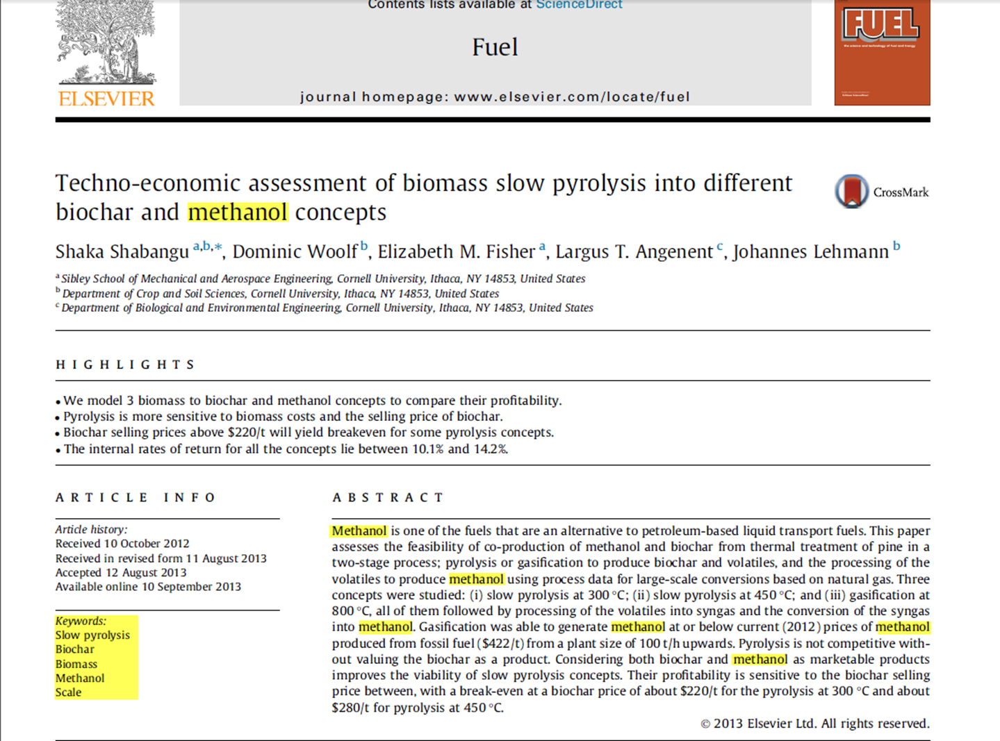 Contents lists available at ScienceDirect
Fuel
journal homepage: www.elsevier.com/locate/fuel
ELSEVIER
FUEL
the science and technology of fuel and energy
Techno-economic assessment of biomass slow pyrolysis into different
biochar and methanol concepts
CrossMark
Shaka Shabangu a,b,*, Dominic Woolf b, Elizabeth M. Fisher a, Largus T. Angenent c, Johannes Lehmann b
a Sibley School of Mechanical and Aerospace Engineering, Cornell University, Ithaca, NY 14853, United States
b Department of Crop and Soil Sciences, Cornell University, Ithaca, NY 14853, United States
c Department of Biological and Environmental Engineering, Cornell University, Ithaca, NY 14853, United States
HIGHLIGHTS
• We model 3 biomass to biochar and methanol concepts to compare their profitability.
• Pyrolysis is more sensitive to biomass costs and the selling price of biochar.
• Biochar selling prices above $220/t will yield breakeven for some pyrolysis concepts.
• The internal rates of return for all the concepts lie between 10.1% and 14.2%.
ARTICLE INFO
Article history:
Received 10 October 2012
Received in revised form 11 August 2013
Accepted 12 August 2013
Available online 10 September 2013
Keywords:
Slow pyrolysis
Biochar
Biomass
Methanol
Scale
ABSTRACT
Methanol is one of the fuels that are an alternative to petroleum-based liquid transport fuels. This paper
assesses the feasibility of co-production of methanol and biochar from thermal treatment of pine in a
two-stage process; pyrolysis or gasification to produce biochar and volatiles, and the processing of the
volatiles to produce methanol using process data for large-scale conversions based on natural gas. Three
concepts were studied: (i) slow pyrolysis at 300 °C; (ii) slow pyrolysis at 450 °C; and (iii) gasification at
800 °C, all of them followed by processing of the volatiles into syngas and the conversion of the syngas
into methanol. Gasification was able to generate methanol at or below current (2012) prices of methanol
produced from fossil fuel ($422/t) from a plant size of 100 t/h upwards. Pyrolysis is not competitive with-
out valuing the biochar as a product. Considering both biochar and methanol as marketable products
improves the viability of slow pyrolysis concepts. Their profitability is sensitive to the biochar selling
price between, with a break-even at a biochar price of about $220/t for the pyrolysis at 300 °C and about
$280/t for pyrolysis at 450 °C.
© 2013 Elsevier Ltd. All rights reserved.